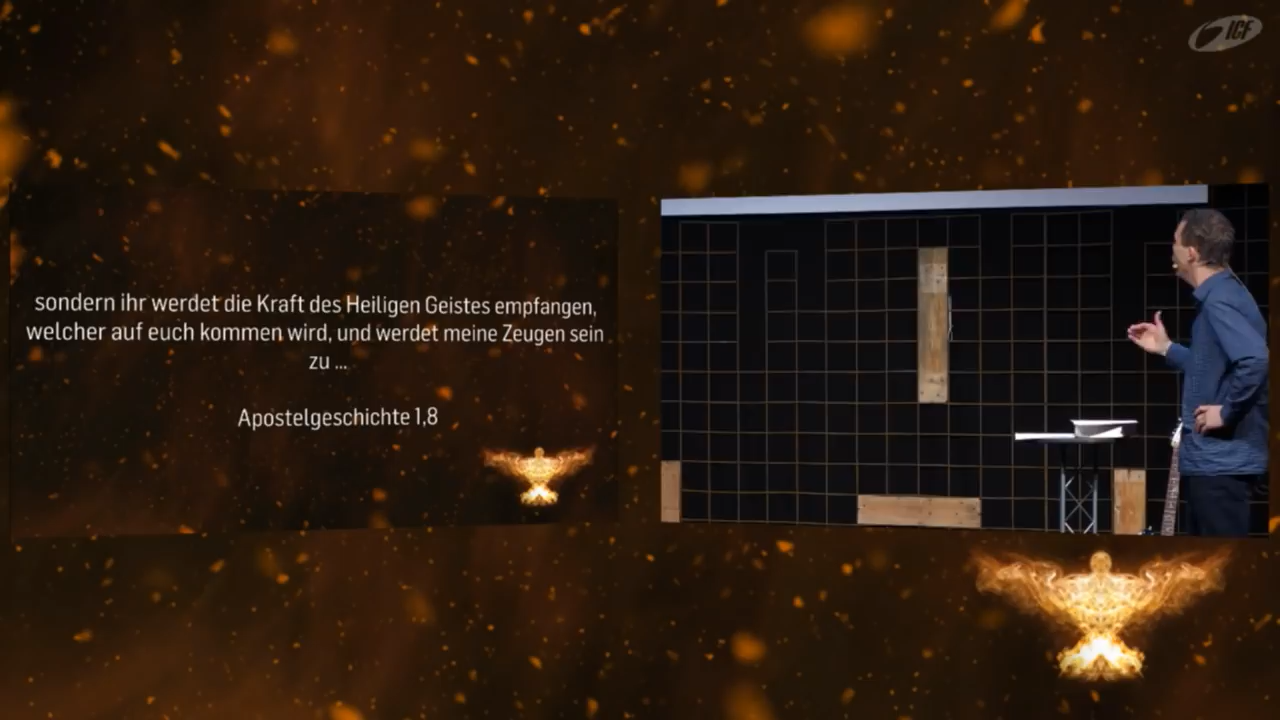 ICF
sondern ihr werdet die Kraft des Heiligen Geistes empfangen,
welcher auf euch kommen wird, und werdet meine Zeugen sein
zu ...
Apostelgeschichte 1,8